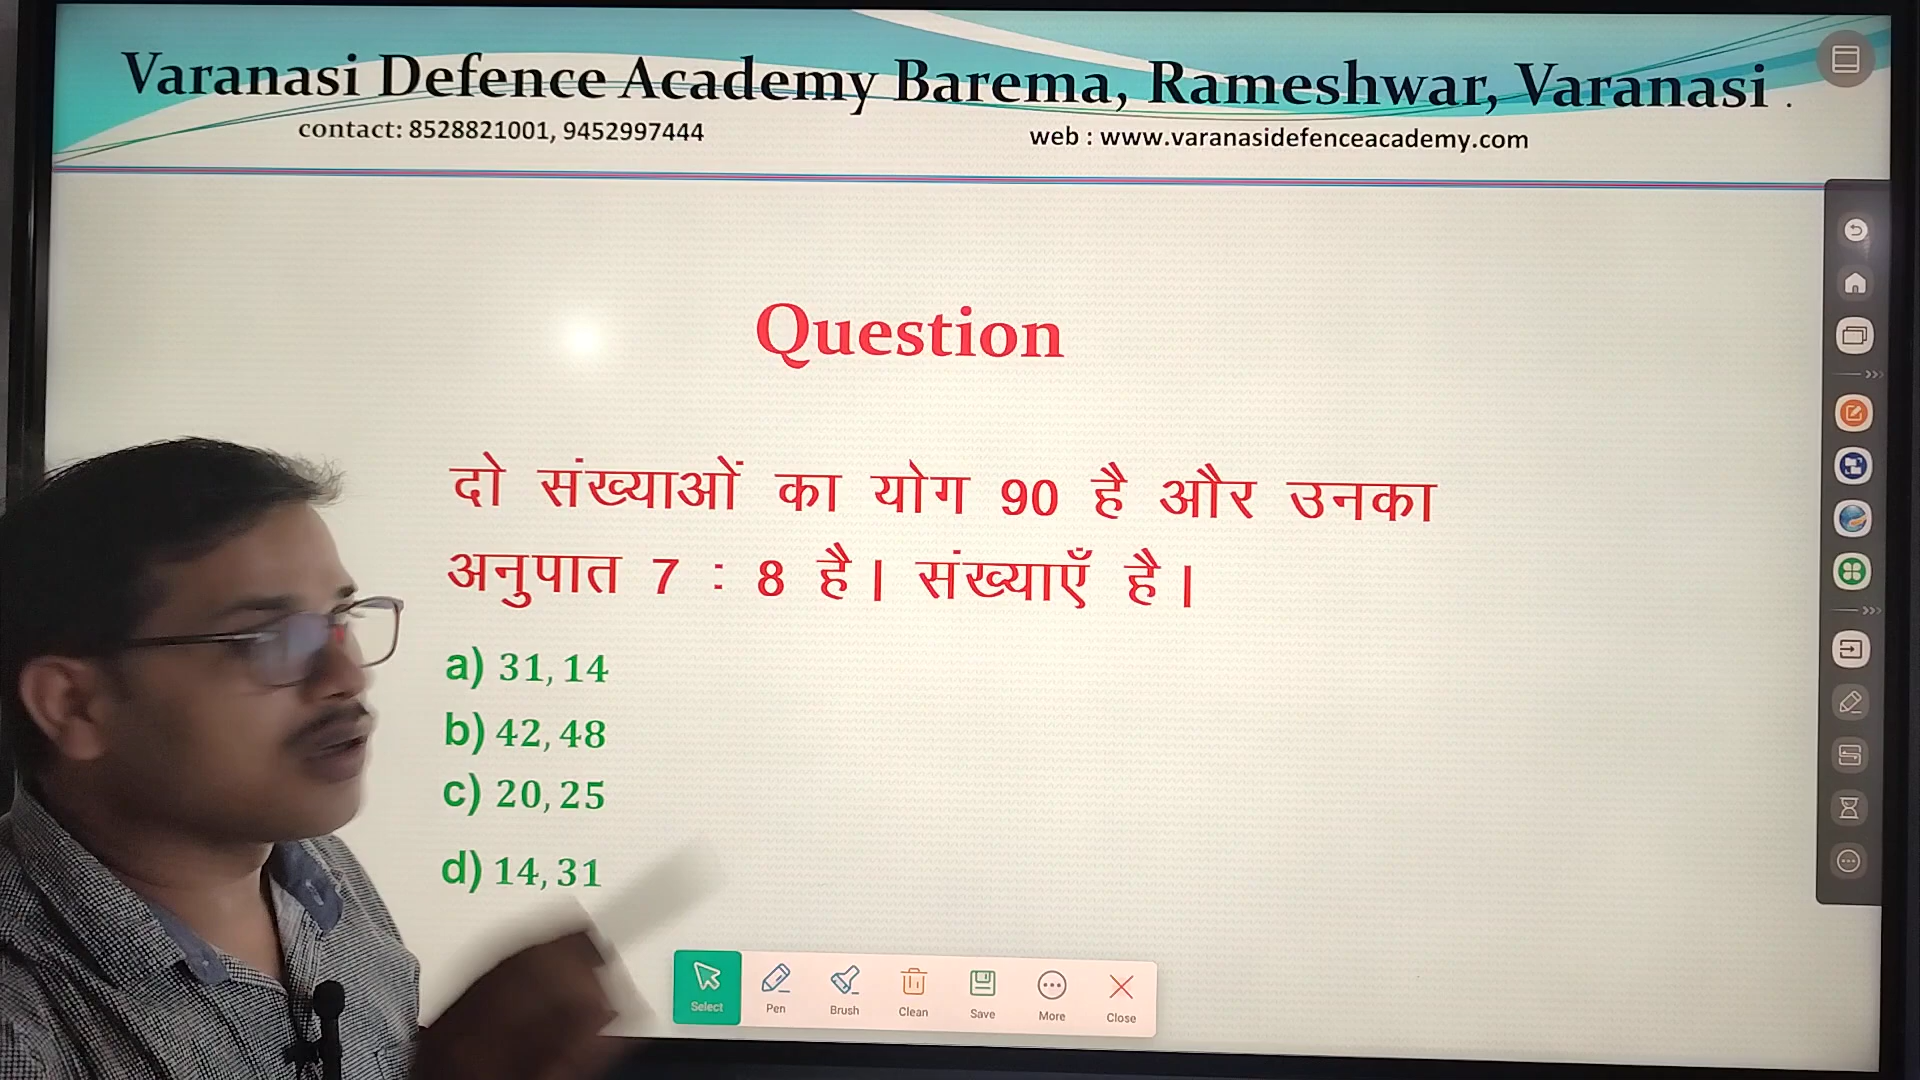 Varanasi Defence Academy Barema, Rameshwar, Varanasi .
contact: 8528821001, 9452997444
web : www.varanasidefenceacademy.com
Question
दो संख्याओं का योग 90 है और उनका
अनुपात 7 : 8 है। संख्याएँ है।
a) 31, 14
b) 42, 48
c) 20, 25
d) 14, 31
Select
Pen
Brush
Clean
Save
More
Close